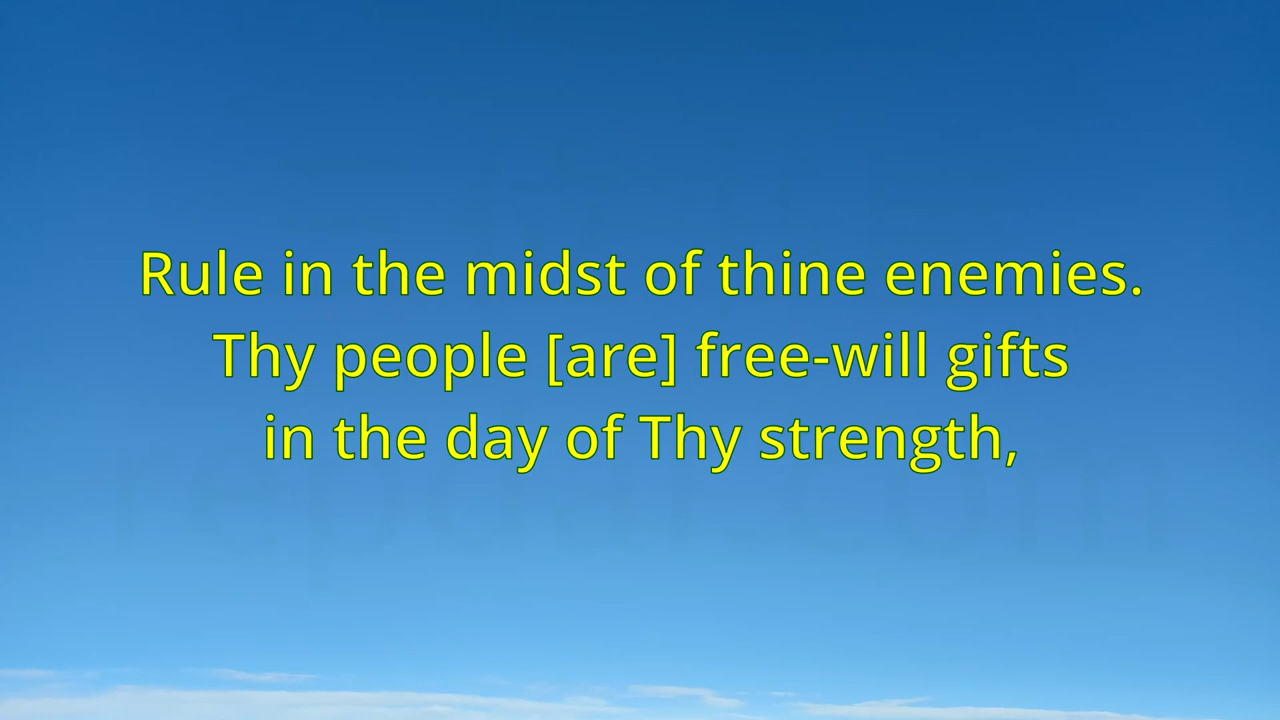 Rule in the midst of thine enemies.
Thy people [are] free-will gifts
in the day of Thy strength,